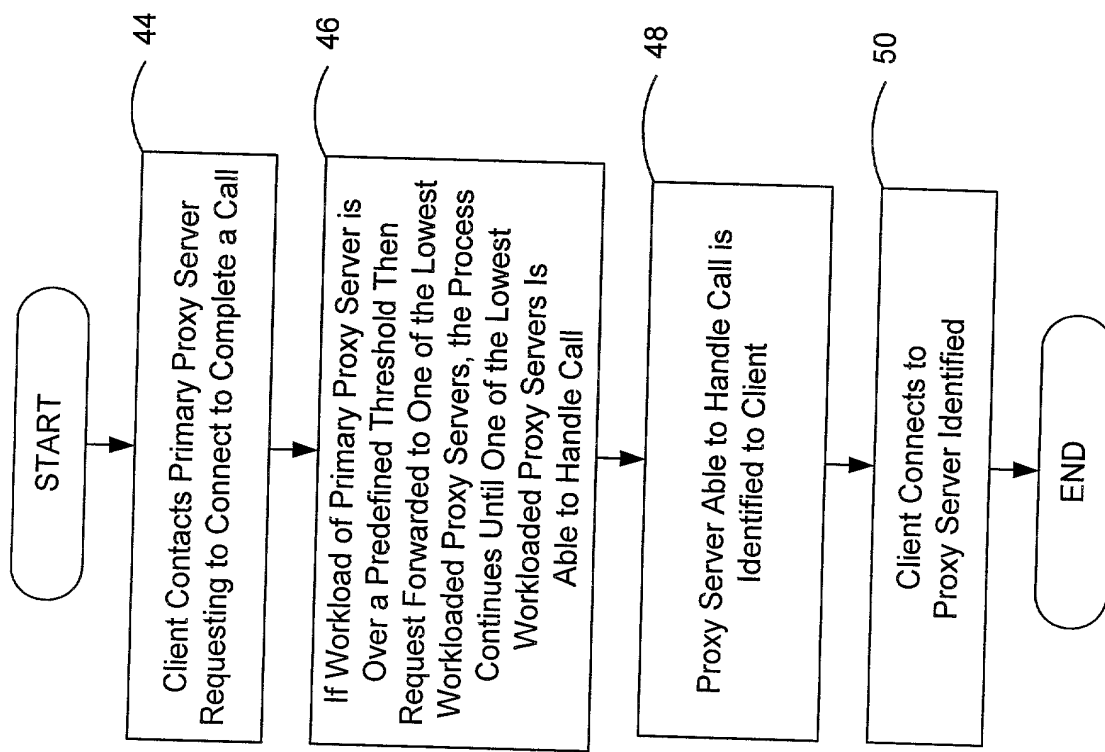 START
44
Client Contacts Primary Proxy Server
Requesting to Connect to Complete a Call
46
If Workload of Primary Proxy Server is
Over a Predefined Threshold Then
Request Forwarded to One of the Lowest
Workloaded Proxy Servers, the Process
Continues Until One of the Lowest
Workloaded Proxy Servers Is
Able to Handle Call
48
Proxy Server Able to Handle Call is
Identified to Client
50
Client Connects to
Proxy Server Identified
END